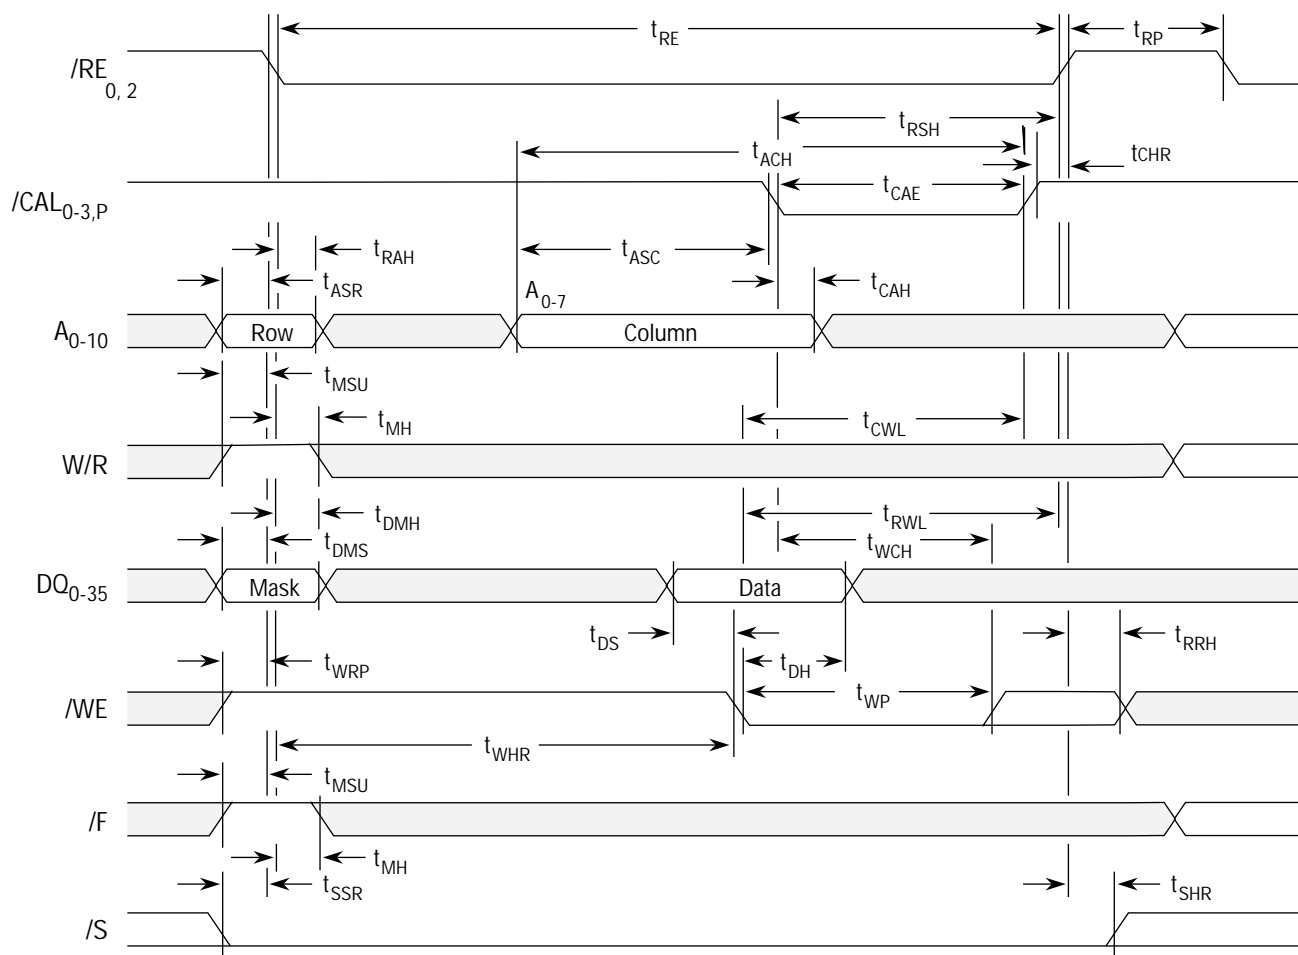 tRE
tRP
/RE0, 2
tRSH
tACH
tCHR
tCAE
/CAL0-3,P
tRAH
tASC
tASR
A0-7
tCAH
A0-10
Row
Column
tMSU
tMH
tCWL
W/R
tDMH
tRWL
tDMS
tWCH
DQ0-35
Mask
Data
tDS
tRRH
tWRP
tDH
tWP
/WE
tWHR
tMSU
/F
tMH
tSSR
tSHR
/S